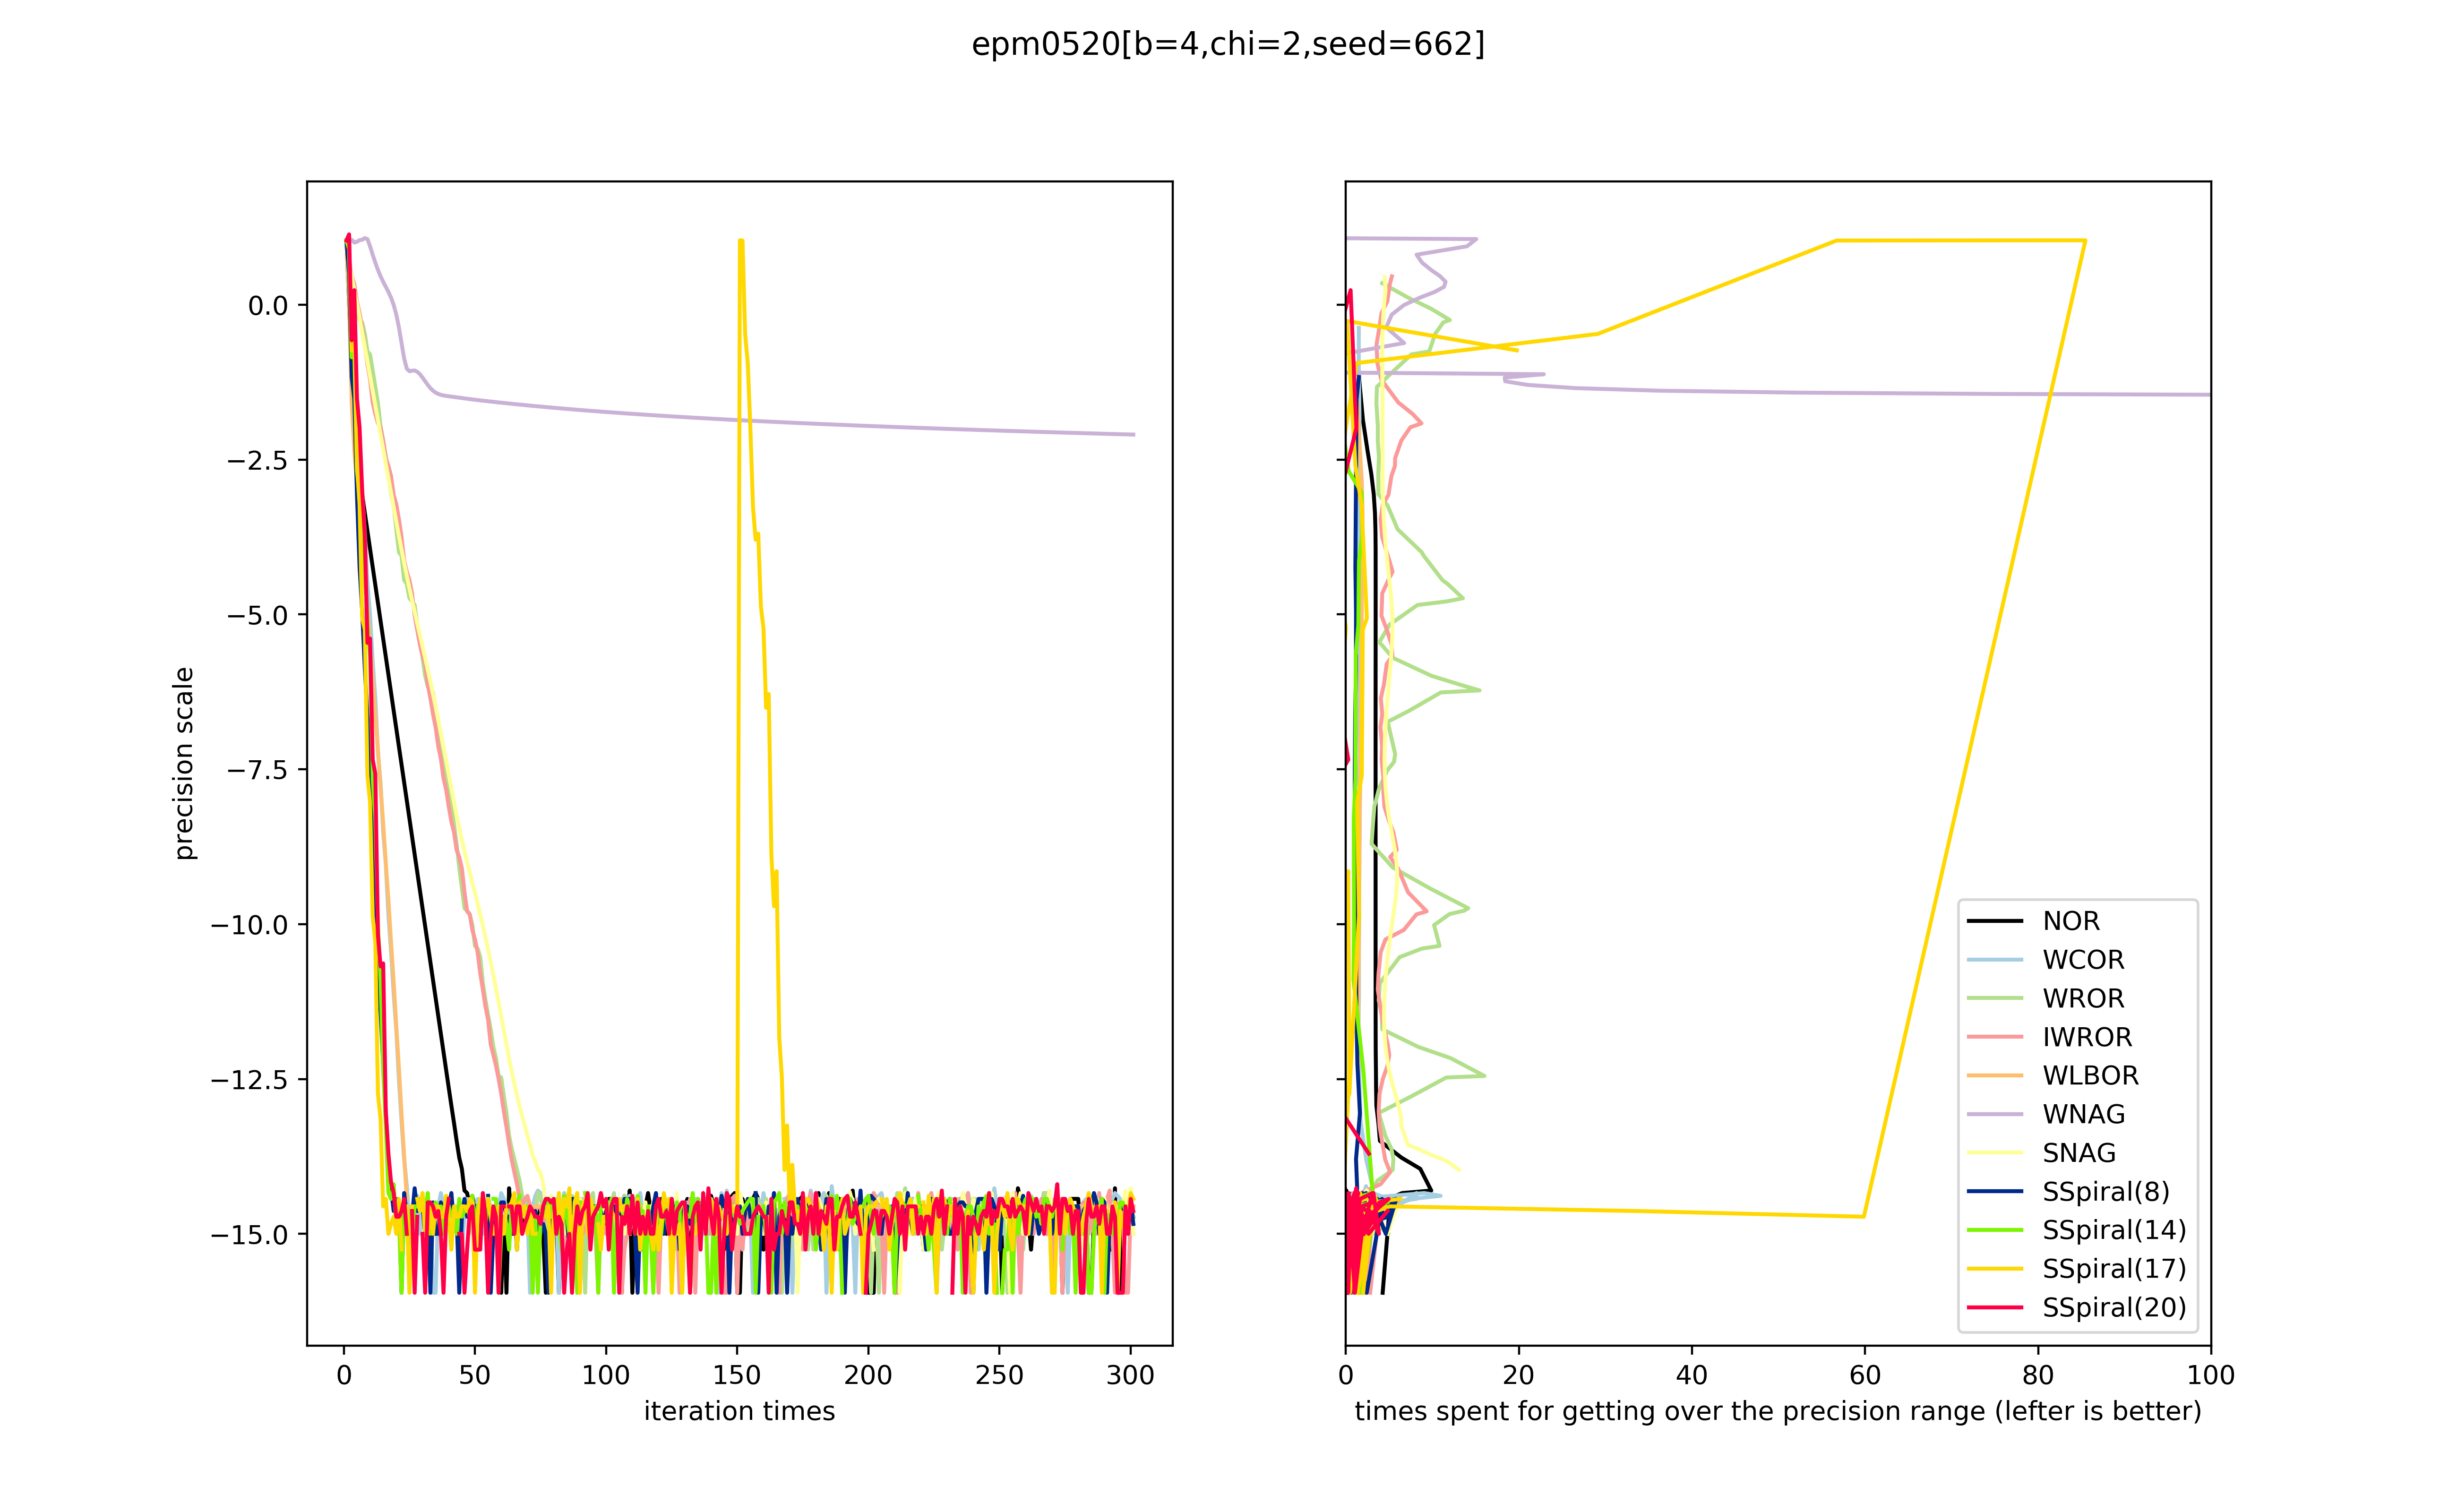 epm0520[b=4,chi=2,seed=662]
precision scale
0.0
−2.5
−5.0
−7.5
−10.0
−12.5
−15.0
0 50 100 150 200 250 300
iteration times
0 20 40 60 80 100
times spent for getting over the precision range (lefter is better)
NOR
WCOR
WROR
IWROR
WLBOR
WNAG
SNAG
SSpiral(8)
SSpiral(14)
SSpiral(17)
SSpiral(20)